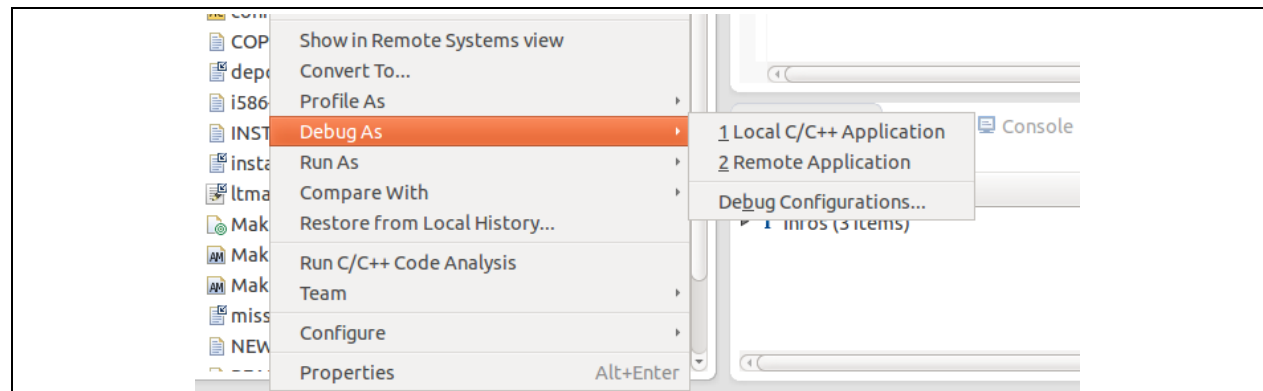 COP
Show in Remote Systems view
depc
Convert To...
i586-
Profile As
INST
Debug As
1 Local C/C++ Application
Console
insta
Run As
2 Remote Application
ltma
Compare With
Debug Configurations...
Mak
Restore from Local History...
Infos (3 items)
Mak
Run C/C++ Code Analysis
Mak
Team
miss
Configure
NEW
Properties
Alt+Enter